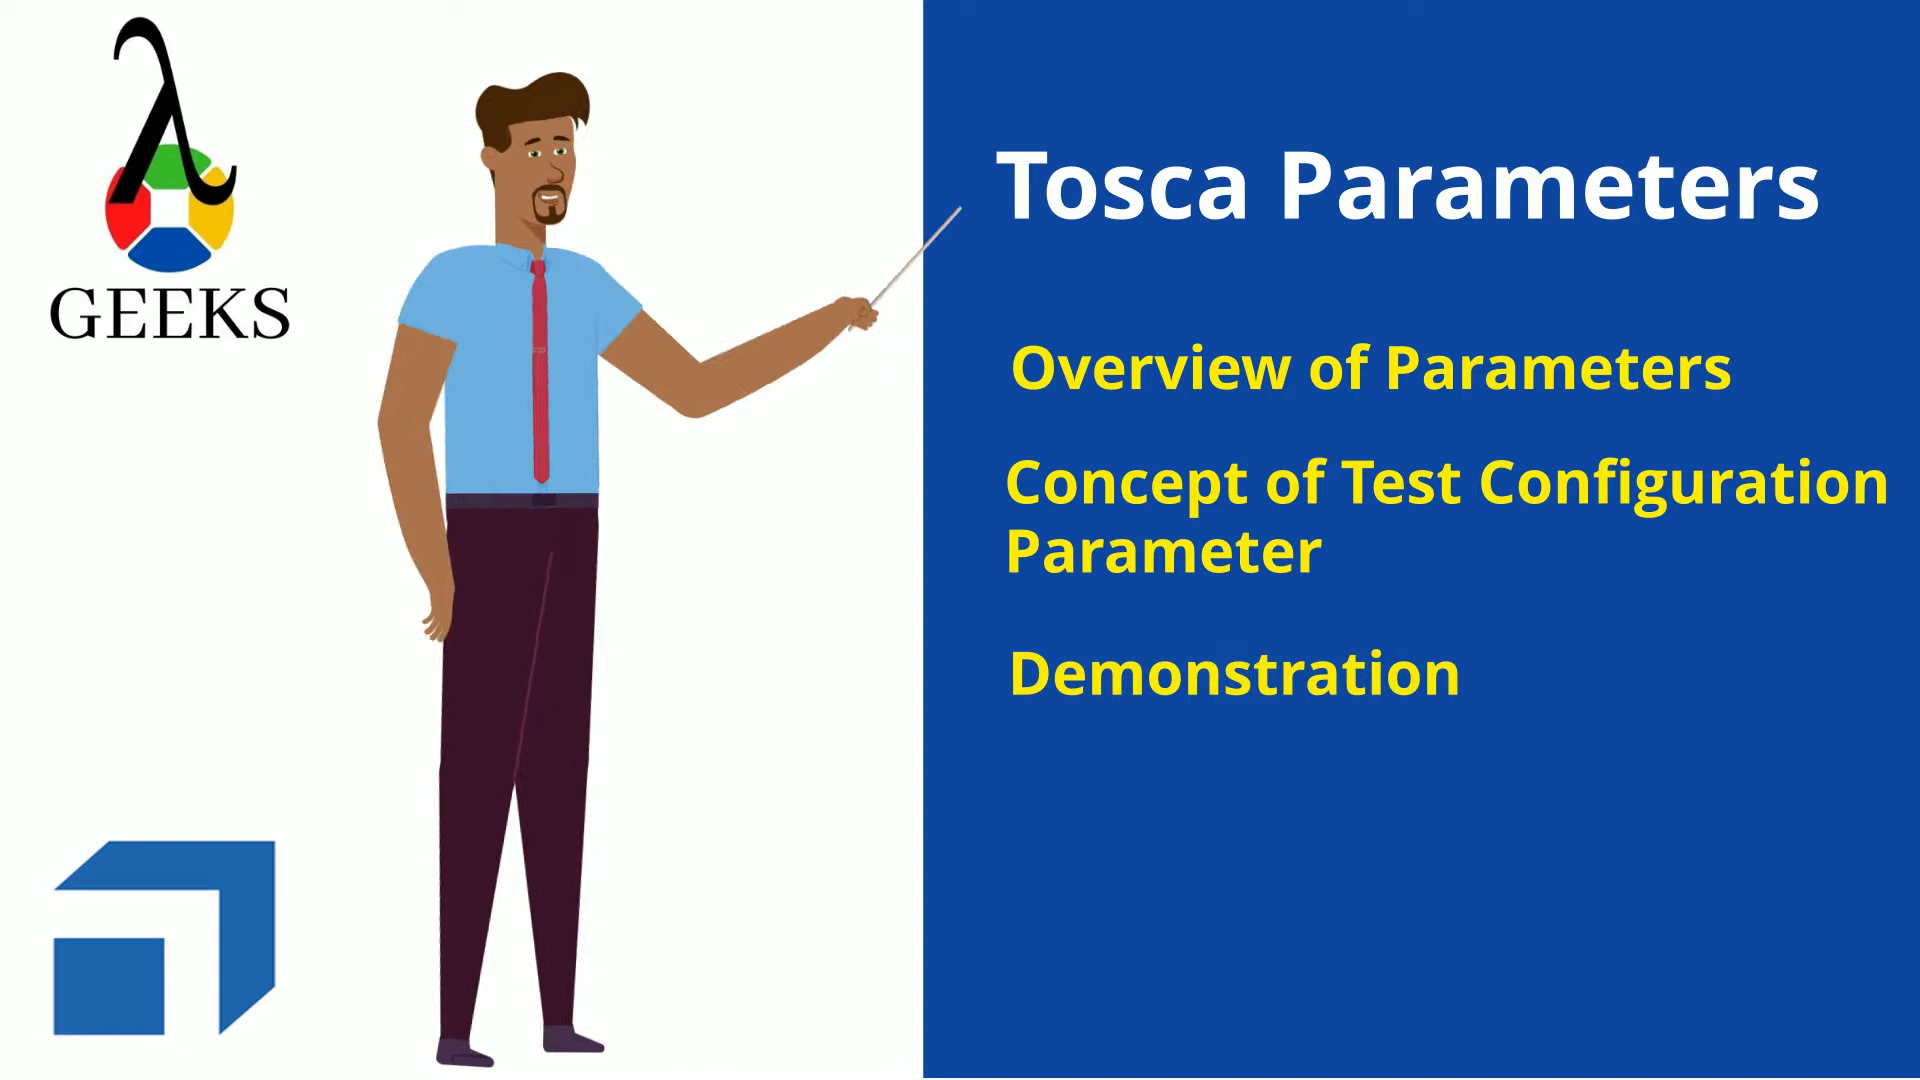 λ
GEEKS
Tosca Parameters
Overview of Parameters
Concept of Test Configuration
Parameter
Demonstration